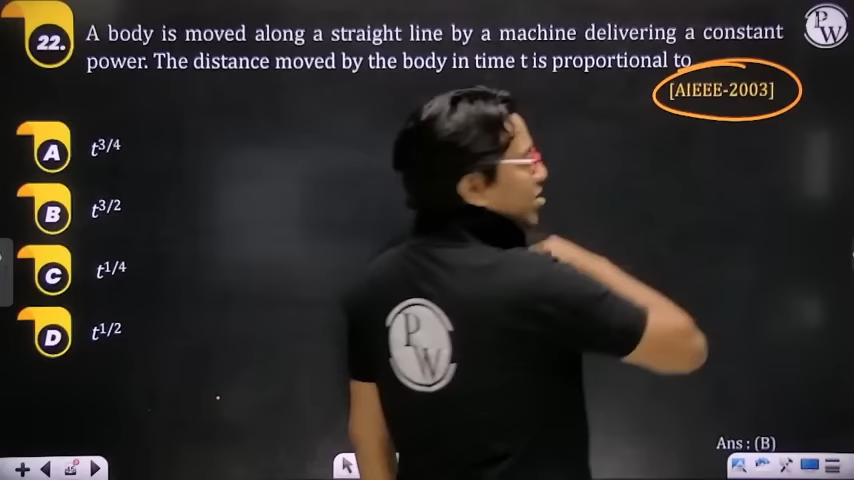 22. A body is moved along a straight line by a machine delivering a constant
power. The distance moved by the body in time t is proportional to
[AIEEE-2003]
PW
A t^{3/4}
B t^{3/2}
C t^{1/4}
D t^{1/2}
PW
Ans : (B)